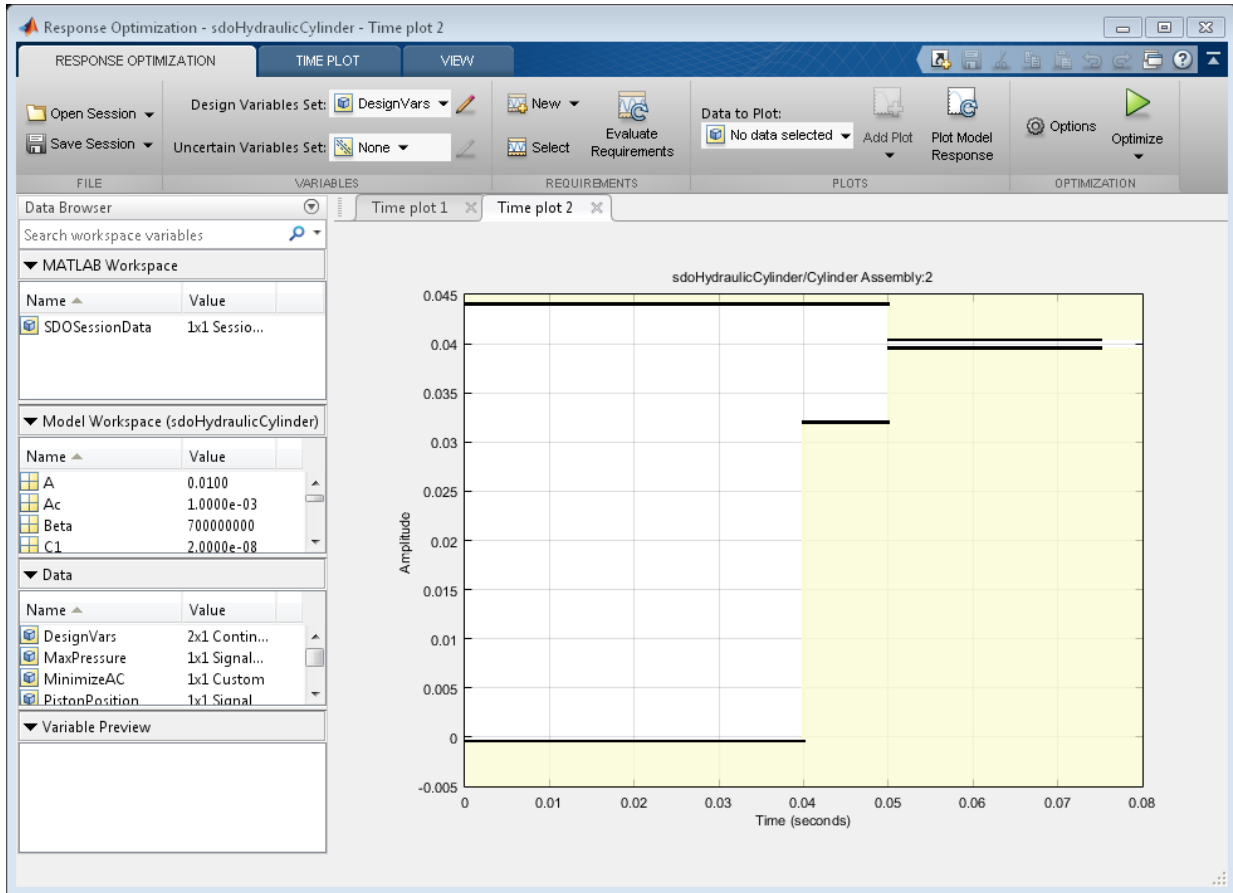 Response Optimization - sdoHydraulicCylinder - Time plot 2
RESPONSE OPTIMIZATION TIME PLOT VIEW
Open Session
Save Session
Design Variables Set: DesignVars
Uncertain Variables Set: None
New
Select
Evaluate
Requirements
Data to Plot:
No data selected
Add Plot
Plot Model
Response
Options
Optimize
FILE VARIABLES REQUIREMENTS PLOTS OPTIMIZATION
Data Browser
Search workspace variables
MATLAB Workspace
Name Value
SDOSessionData 1x1 Sessio...
Model Workspace (sdoHydraulicCylinder)
Name Value
A 0.0100
Ac 1.0000e-03
Beta 700000000
C1 2.0000e-08
Data
Name Value
DesignVars 2x1 Contin...
MaxPressure 1x1 Signal...
MinimizeAC 1x1 Custom
PistonPosition 1x1 Signal
Variable Preview
Time plot 1 Time plot 2
sdoHydraulicCylinder/Cylinder Assembly:2
0.045
0.04
0.035
0.03
0.025
0.02
0.015
0.01
0.005
0
-0.005
Amplitude
0 0.01 0.02 0.03 0.04 0.05 0.06 0.07 0.08
Time (seconds)